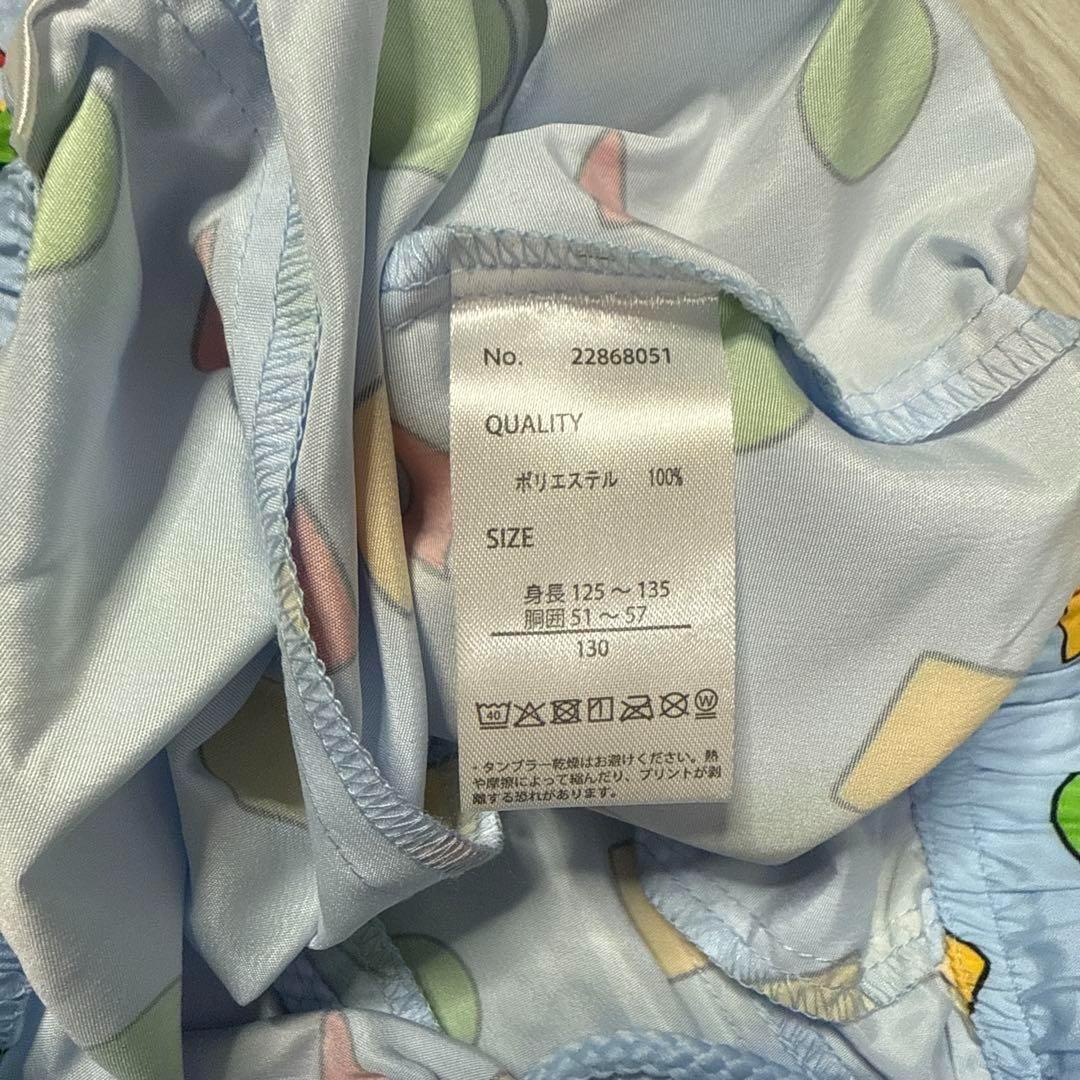 No. 22868051
QUALITY
ポリエステル 100%
SIZE
身長 125 ～ 135
胴囲 51 ～ 57
130
40 W
・タンブラー乾燥はお避けください。熱
や摩擦によって縮んだり、プリントが剥
離する恐れがあります。